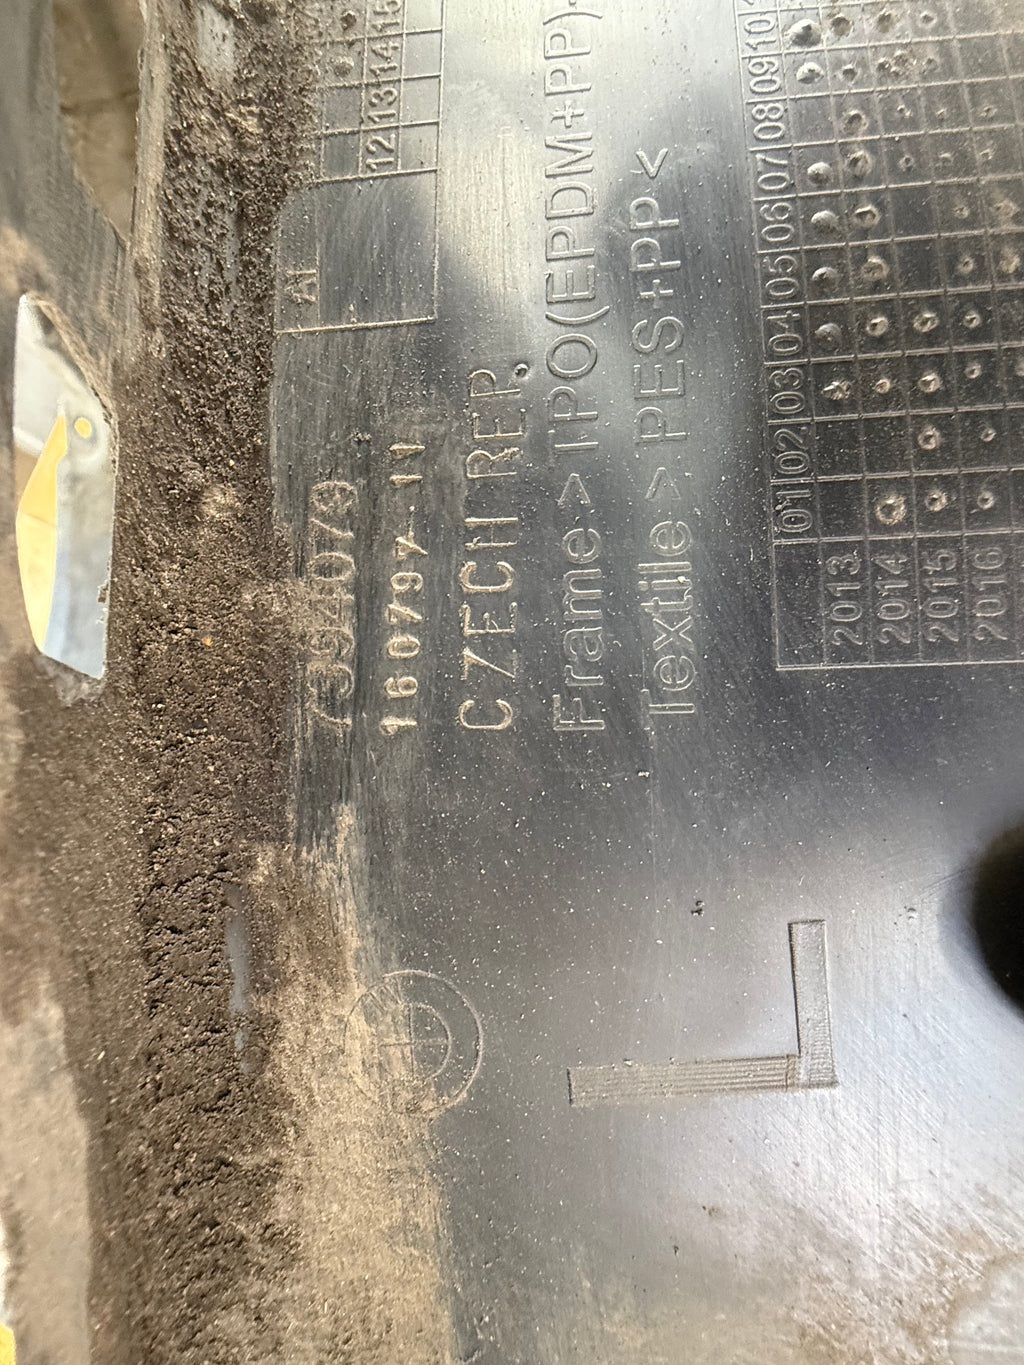 12 13 14 15
AI
7394079
160797-11
CZECH REP.
Frame > TPO(EPDM+PP)-
Textile > PES+PP <
01 02 03 04 05 06 07 08 09 10
2013
2014
2015
2016
L